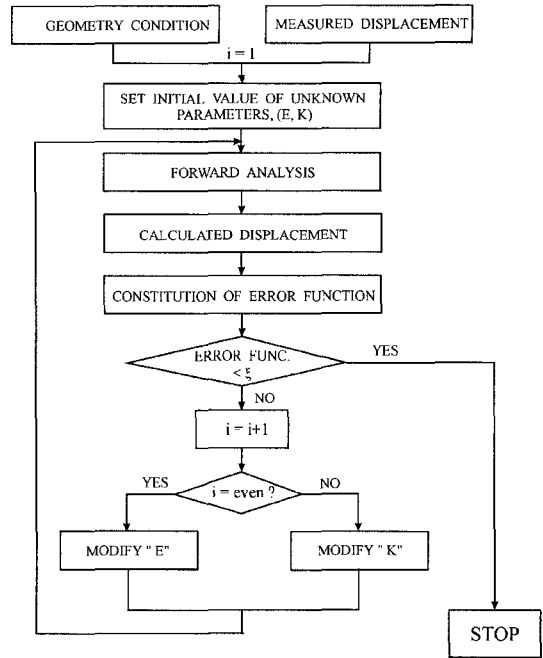 GEOMETRY CONDITION
MEASURED DISPLACEMENT
i = 1
SET INITIAL VALUE OF UNKNOWN
PARAMETERS, (E, K)
FORWARD ANALYSIS
CALCULATED DISPLACEMENT
CONSTITUTION OF ERROR FUNCTION
ERROR FUNC.
< ξ
YES
NO
i = i+1
i = even ?
YES
NO
MODIFY " E"
MODIFY " K"
STOP